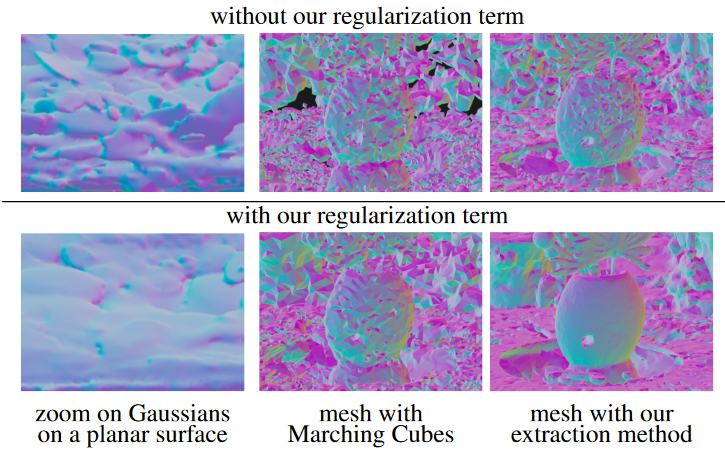 without our regularization term
with our regularization term
zoom on Gaussians
on a planar surface
mesh with
Marching Cubes
mesh with our
extraction method